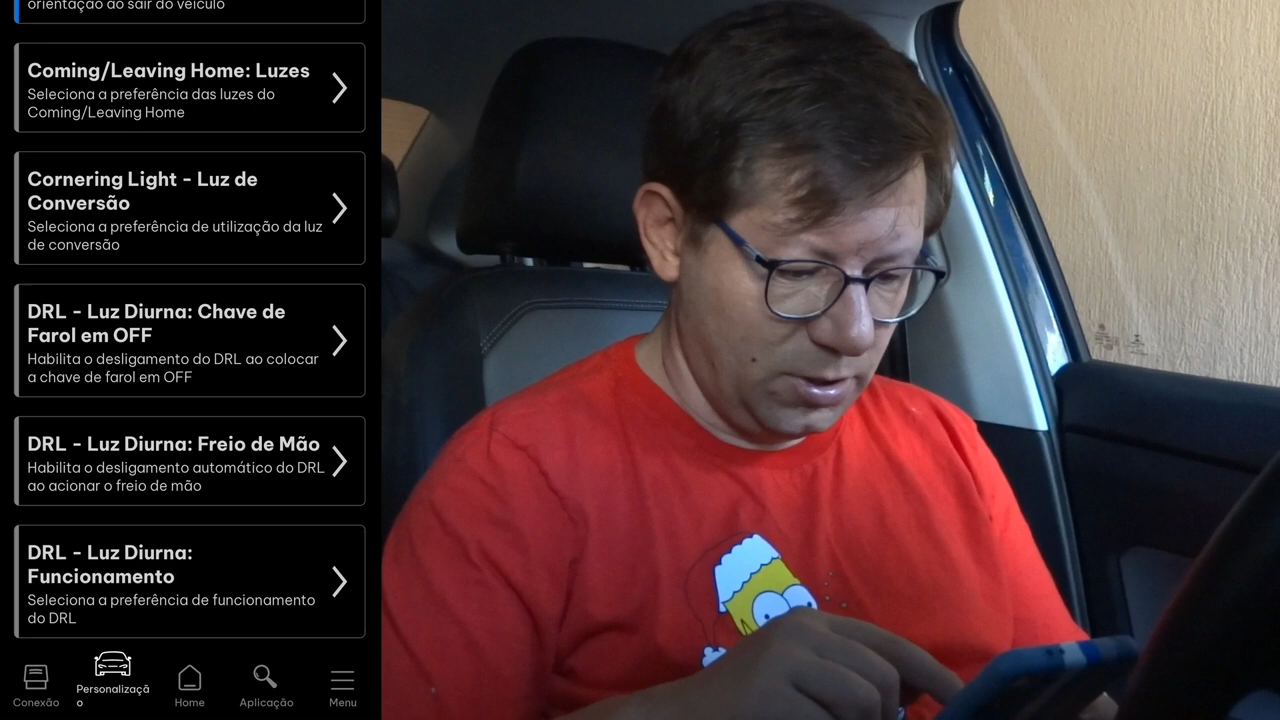 orientação ao sair do veículo
Coming/Leaving Home: Luzes
Seleciona a preferência das luzes do
Coming/Leaving Home
Cornering Light - Luz de
Conversão
Seleciona a preferência de utilização da luz
de conversão
DRL - Luz Diurna: Chave de
Farol em OFF
Habilita o desligamento do DRL ao colocar
a chave de farol em OFF
DRL - Luz Diurna: Freio de Mão
Habilita o desligamento automático do DRL
ao acionar o freio de mão
DRL - Luz Diurna:
Funcionamento
Seleciona a preferência de funcionamento
do DRL
Conexão
Personalizaçã
o
Home
Aplicação
Menu